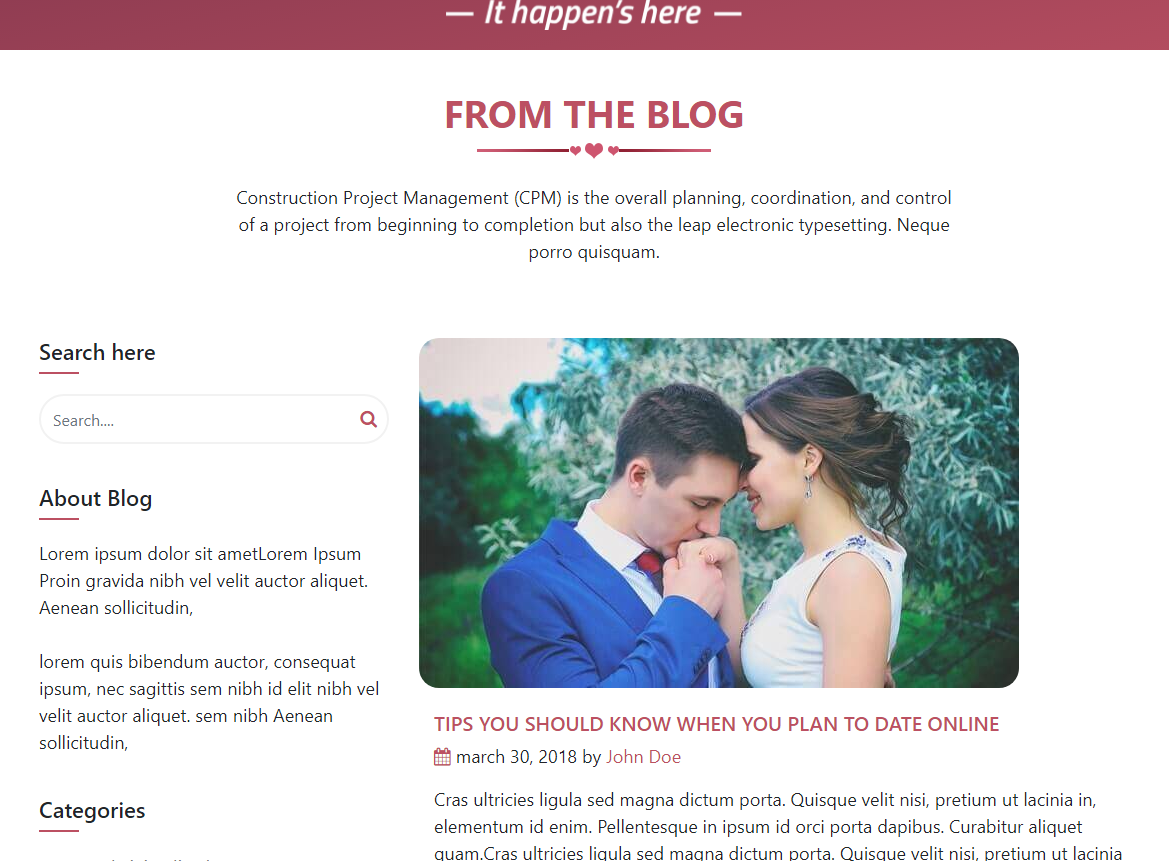 — It happen's here —
FROM THE BLOG
Construction Project Management (CPM) is the overall planning, coordination, and control
of a project from beginning to completion but also the leap electronic typesetting. Neque
porro quisquam.
Search here
Search....
About Blog
Lorem ipsum dolor sit ametLorem Ipsum
Proin gravida nibh vel velit auctor aliquet.
Aenean sollicitudin,
lorem quis bibendum auctor, consequat
ipsum, nec sagittis sem nibh id elit nibh vel
velit auctor aliquet. sem nibh Aenean
sollicitudin,
Categories
TIPS YOU SHOULD KNOW WHEN YOU PLAN TO DATE ONLINE
march 30, 2018 by John Doe
Cras ultricies ligula sed magna dictum porta. Quisque velit nisi, pretium ut lacinia in,
elementum id enim. Pellentesque in ipsum id orci porta dapibus. Curabitur aliquet
quam.Cras ultricies ligula sed magna dictum porta. Quisque velit nisi, pretium ut lacinia